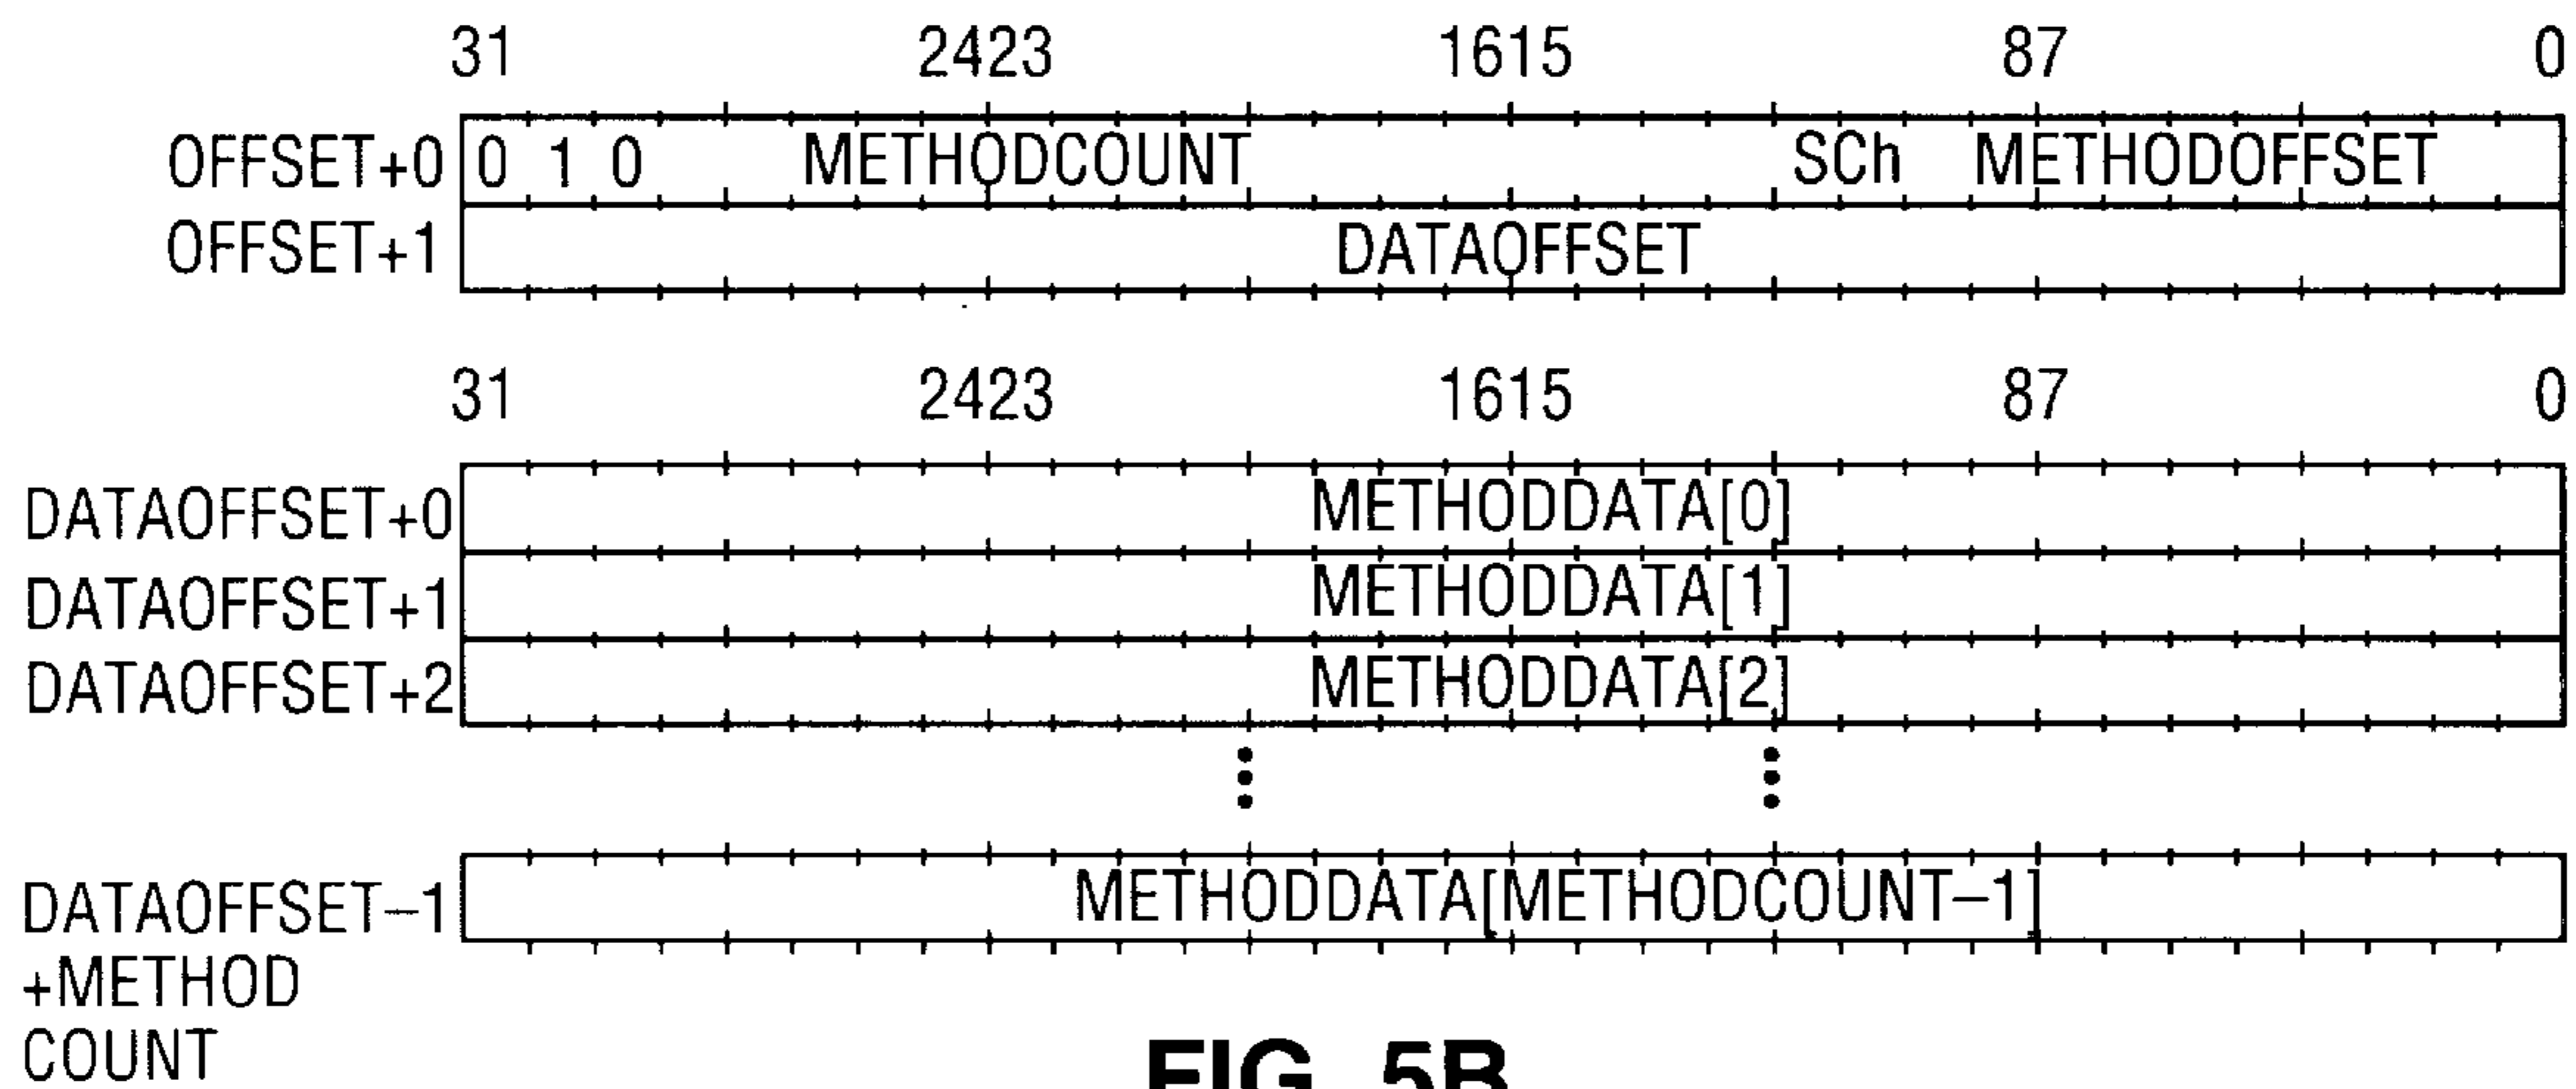 31 2423 1615 87 0
OFFSET+0 0 1 0 METHODCOUNT SCh METHODOFFSET
OFFSET+1 DATAOFFSET
31 2423 1615 87 0
DATAOFFSET+0 METHODDATA[0]
DATAOFFSET+1 METHODDATA[1]
DATAOFFSET+2 METHODDATA[2]
DATAOFFSET–1 METHODDATA[METHODCOUNT–1]
+METHOD
COUNT
FIG. 5B